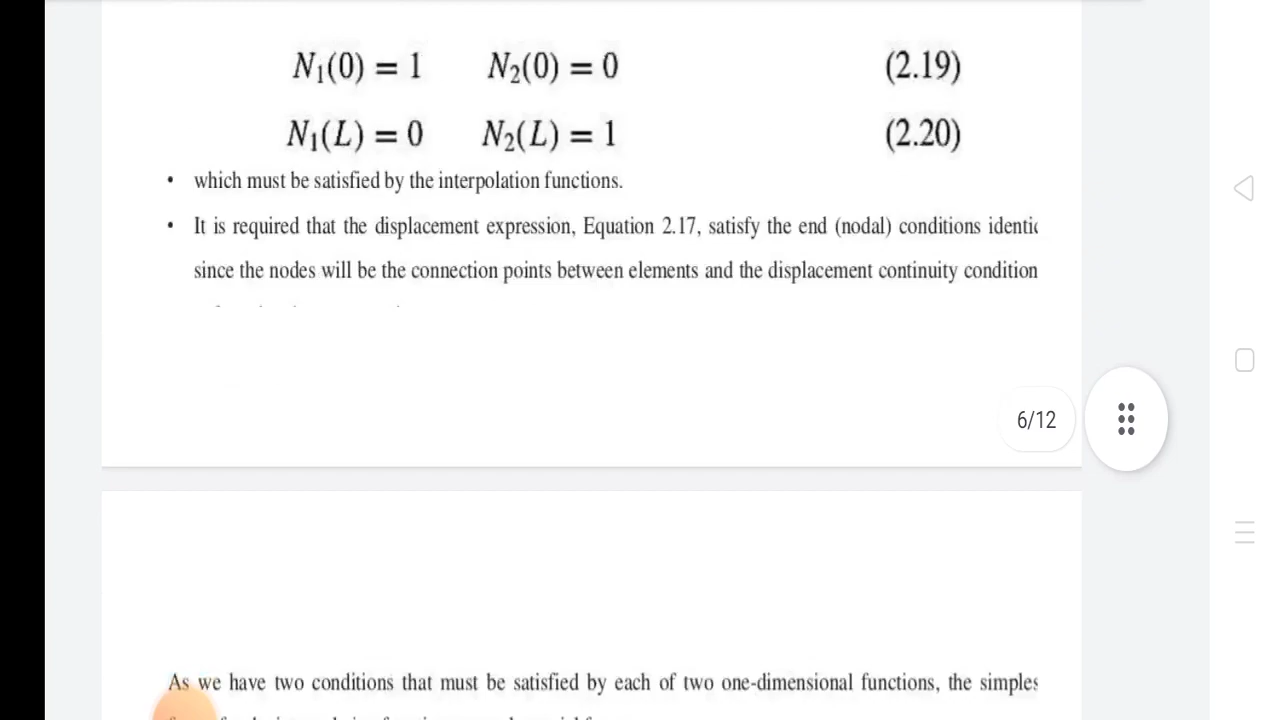 N₁(0) = 1 N₂(0) = 0 (2.19)
N₁(L) = 0 N₂(L) = 1 (2.20)
• which must be satisfied by the interpolation functions.
• It is required that the displacement expression, Equation 2.17, satisfy the end (nodal) conditions identic
since the nodes will be the connection points between elements and the displacement continuity condition
6/12
As we have two conditions that must be satisfied by each of two one-dimensional functions, the simples